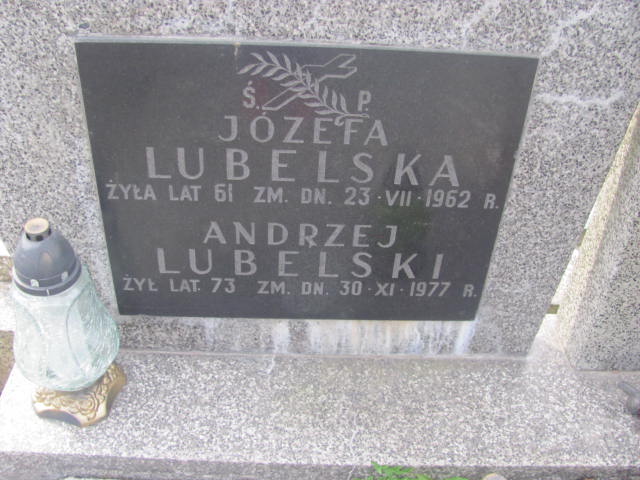 Ś. P.
JÓZEFA
LUBELSKA
ŻYŁA LAT 61 ZM. DN. 23·VII·1962 R.
ANDRZEJ
LUBELSKI
ŻYŁ LAT. 73 ZM. DN. 30·XI·1977 R.